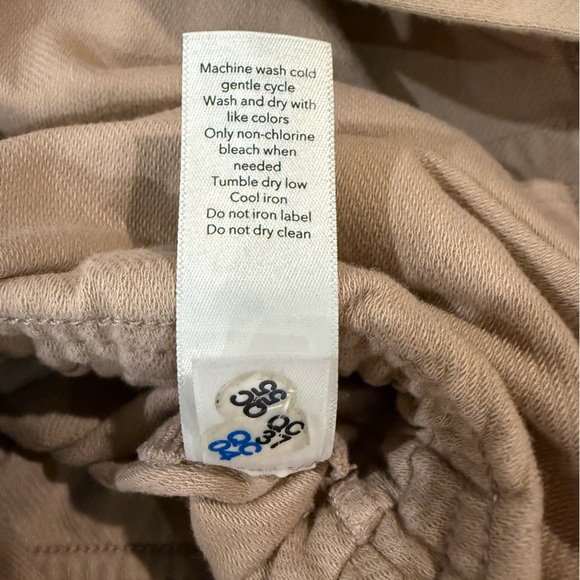 Machine wash cold
gentle cycle
Wash and dry with
like colors
Only non-chlorine
bleach when
needed
Tumble dry low
Cool iron
Do not iron label
Do not dry clean
QC
37